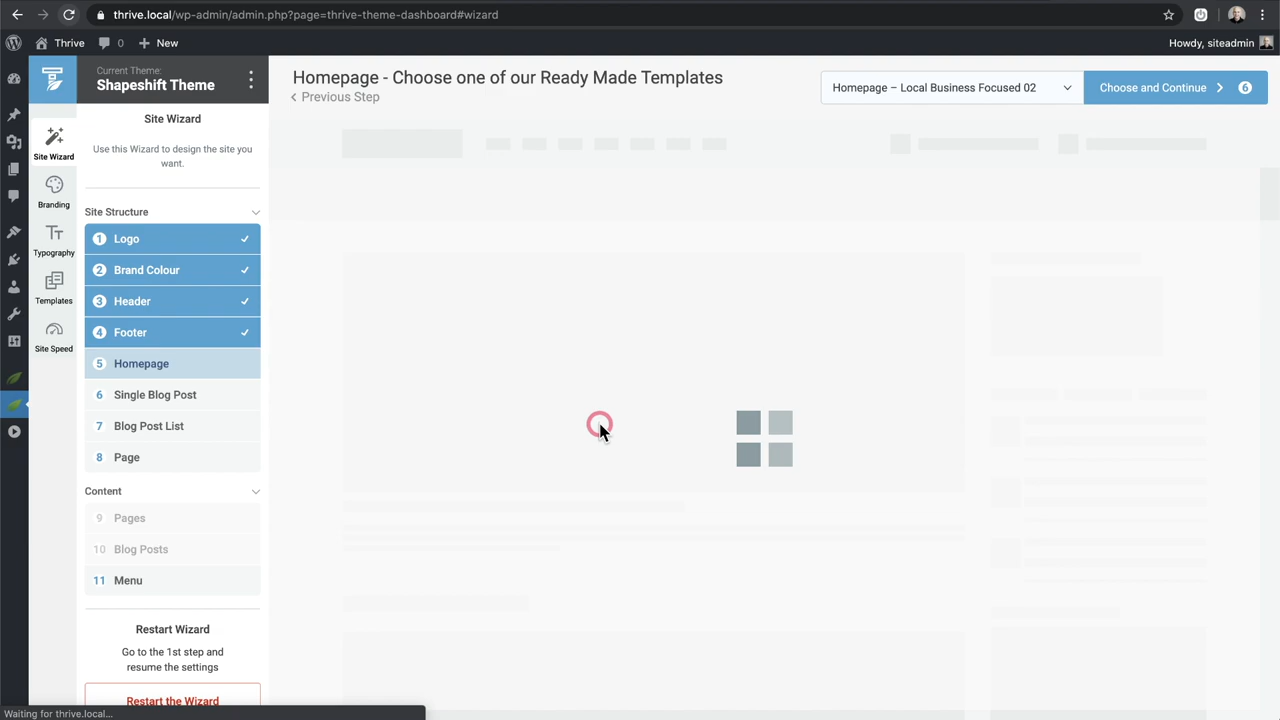 thrive.local/wp-admin/admin.php?page=thrive-theme-dashboard#wizard
Thrive
0
New
Howdy, siteadmin
Current Theme:
Shapeshift Theme
Homepage - Choose one of our Ready Made Templates
Previous Step
Homepage – Local Business Focused 02
Choose and Continue
6
Site Wizard
Branding
Typography
Templates
Site Speed
Site Wizard
Use this Wizard to design the site you
want.
Site Structure
1 Logo
2 Brand Colour
3 Header
4 Footer
5 Homepage
6 Single Blog Post
7 Blog Post List
8 Page
Content
9 Pages
10 Blog Posts
11 Menu
Restart Wizard
Go to the 1st step and
resume the settings
Restart the Wizard
Waiting for thrive.local...